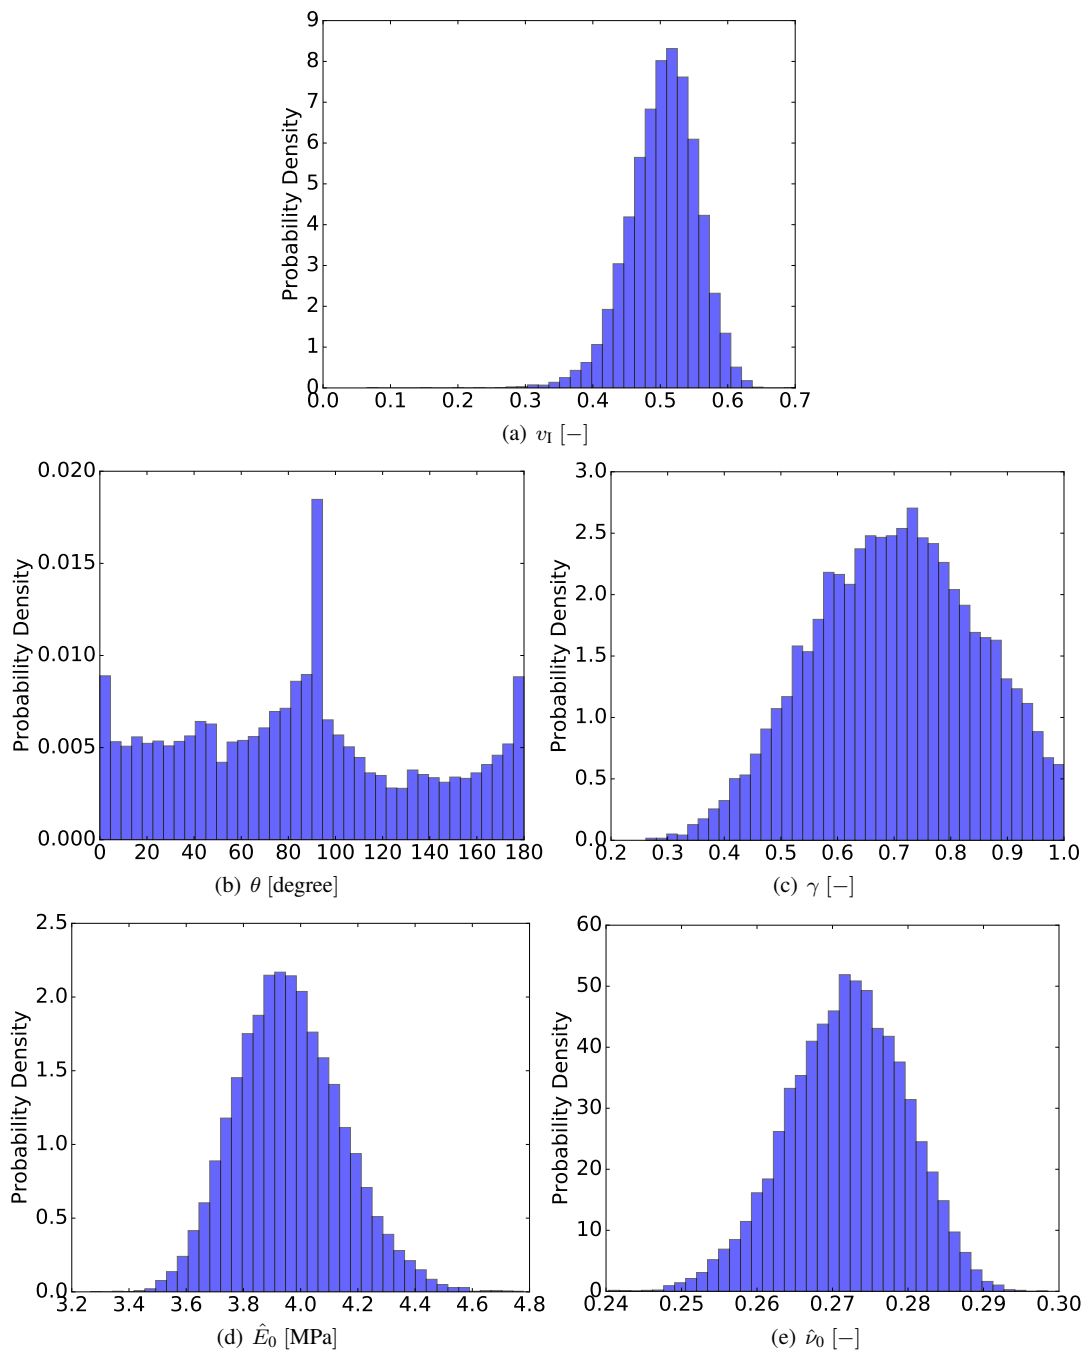 9
8
7
6
5
4
3
2
1
0
Probability Density
0.0 0.1 0.2 0.3 0.4 0.5 0.6 0.7
(a) v_I [−]
0.020
0.015
0.010
0.005
0.000
Probability Density
0 20 40 60 80 100 120 140 160 180
(b) θ [degree]
3.0
2.5
2.0
1.5
1.0
0.5
0.0
Probability Density
0.2 0.3 0.4 0.5 0.6 0.7 0.8 0.9 1.0
(c) γ [−]
2.5
2.0
1.5
1.0
0.5
0.0
Probability Density
3.2 3.4 3.6 3.8 4.0 4.2 4.4 4.6 4.8
(d) Ê₀ [MPa]
60
50
40
30
20
10
0
Probability Density
0.24 0.25 0.26 0.27 0.28 0.29 0.30
(e) ν̂₀ [−]